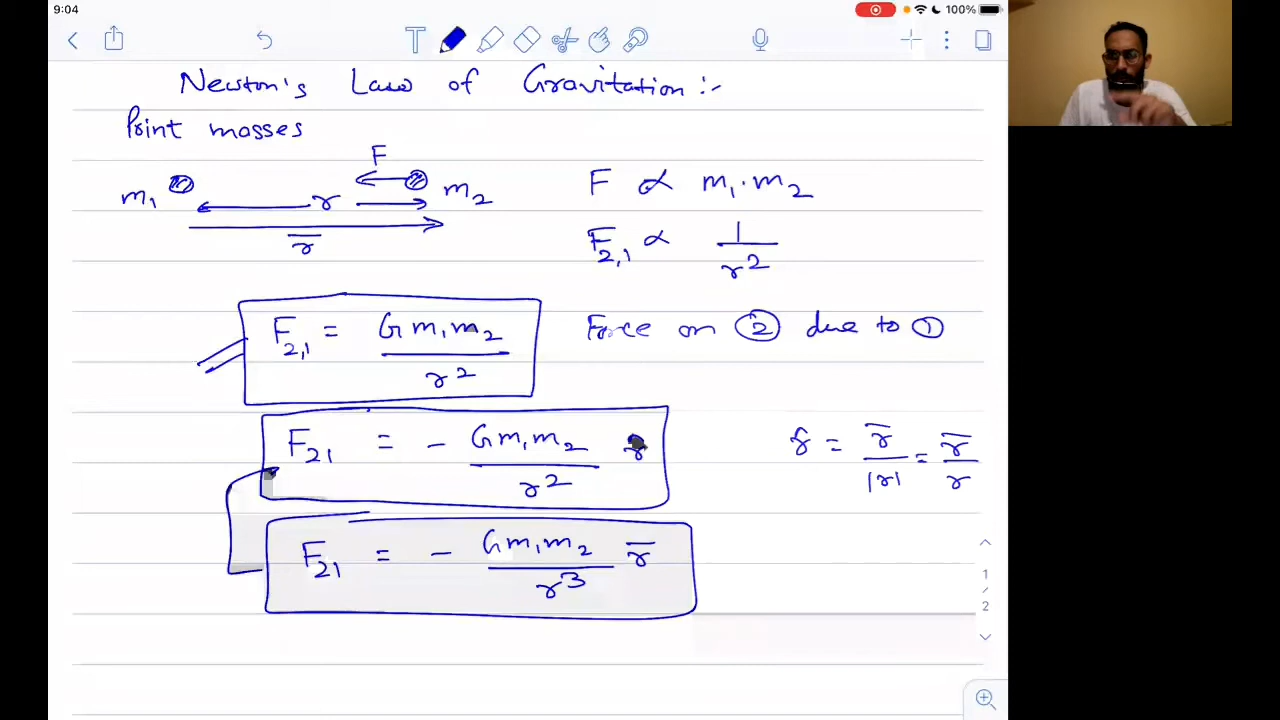 9:04
100%
T
Newton's Law of Gravitation :-
Point masses
F
m₁ r m₂
r̅
F ∝ m₁·m₂
F₂,₁ ∝ 1/r²
F₂,₁ = G m₁m₂ / r²
Force on ② due to ①
F₂₁ = - Gm₁m₂ / r² r̂
r̂ = r̅ / |r| = r̅ / r
F₂₁ = - Gm₁m₂ / r³ r̅
1
/
2